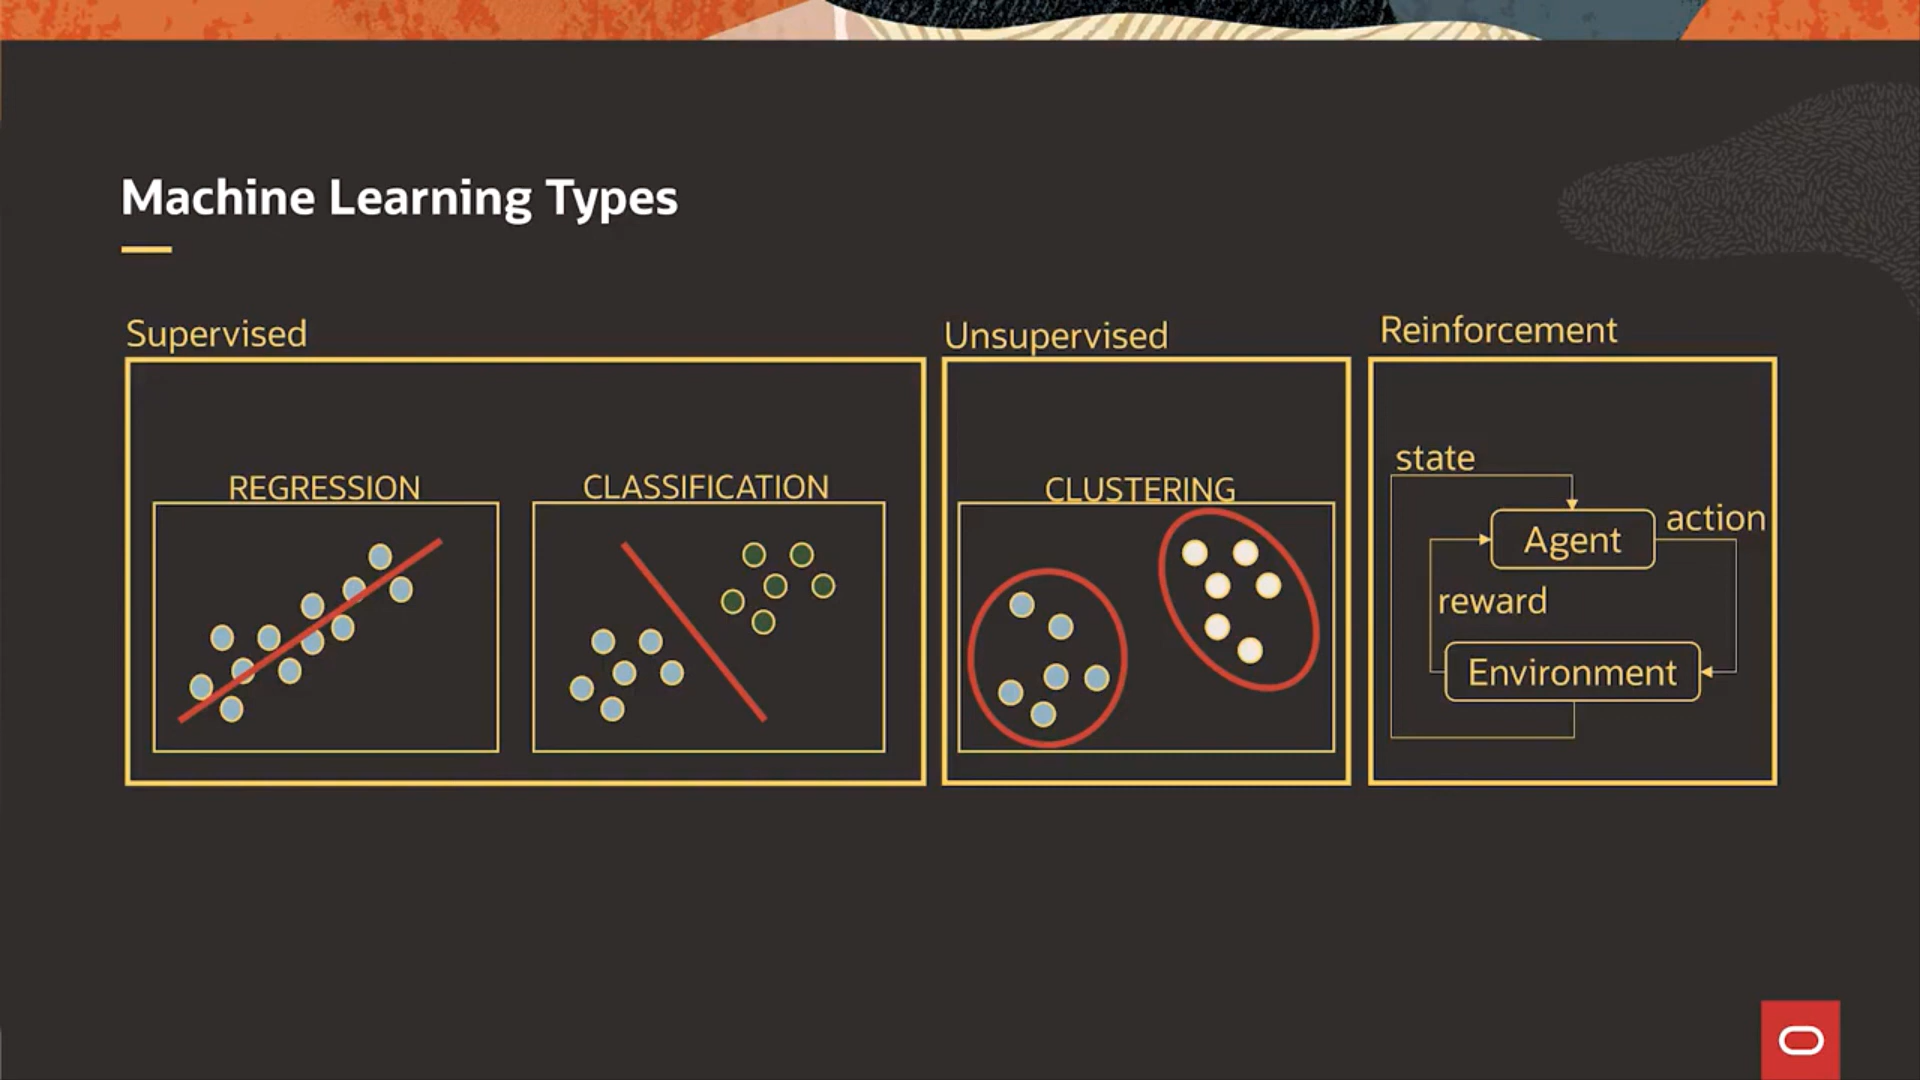 Machine Learning Types
Supervised
REGRESSION
CLASSIFICATION
Unsupervised
CLUSTERING
Reinforcement
state
Agent
action
reward
Environment